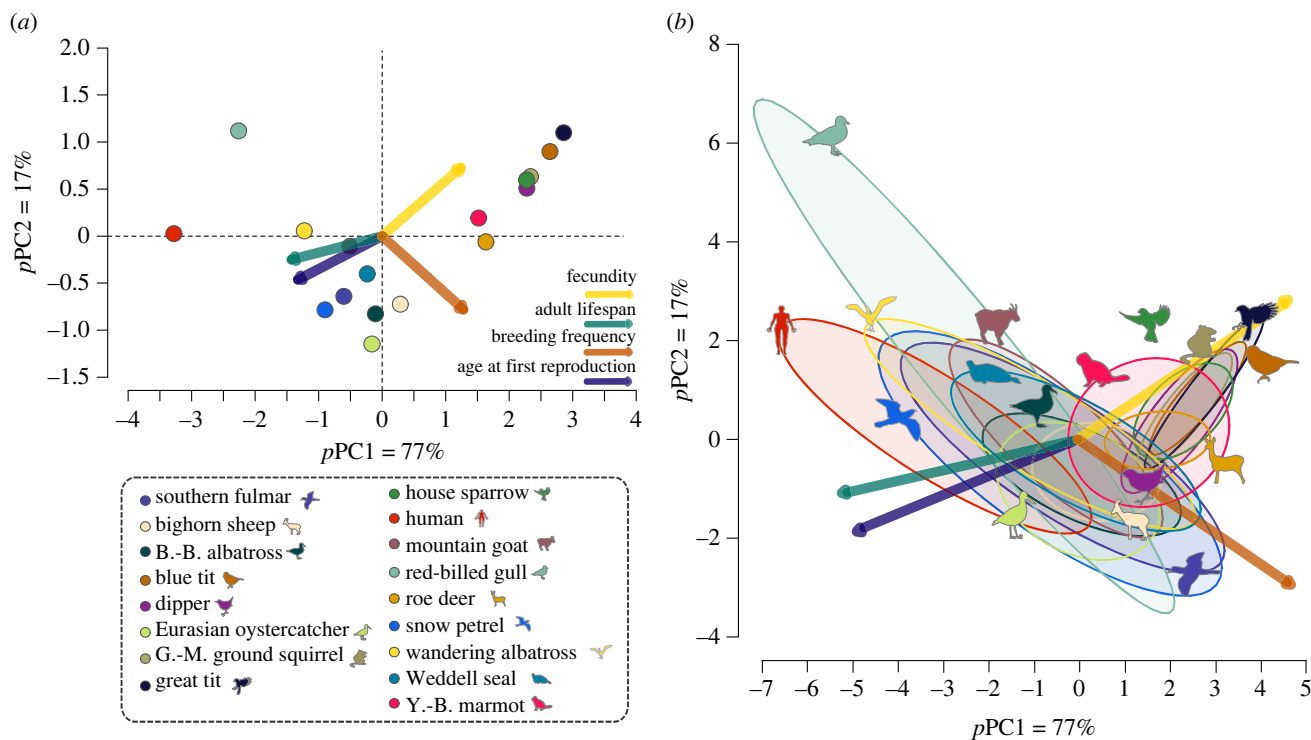 (a)
2.0
1.5
1.0
0.5
0
–0.5
–1.0
–1.5
pPC2 = 17%
–4 –3 –2 –1 0 1 2 3 4
pPC1 = 77%
fecundity
adult lifespan
breeding frequency
age at first reproduction
southern fulmar
bighorn sheep
B.-B. albatross
blue tit
dipper
Eurasian oystercatcher
G.-M. ground squirrel
great tit
house sparrow
human
mountain goat
red-billed gull
roe deer
snow petrel
wandering albatross
Weddell seal
Y.-B. marmot
(b)
8
6
4
2
0
–2
–4
pPC2 = 17%
–7 –6 –5 –4 –3 –2 –1 0 1 2 3 4 5
pPC1 = 77%